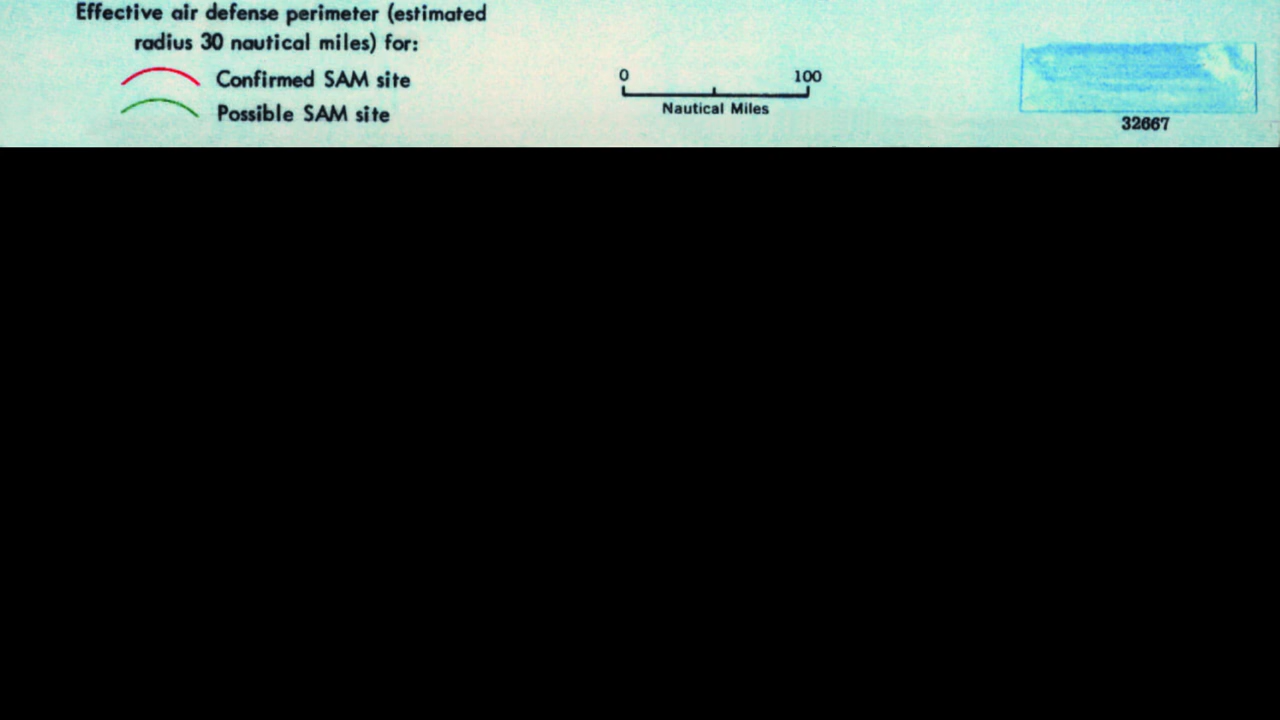 Effective air defense perimeter (estimated
radius 30 nautical miles) for:
Confirmed SAM site
Possible SAM site
0 100
Nautical Miles
32667